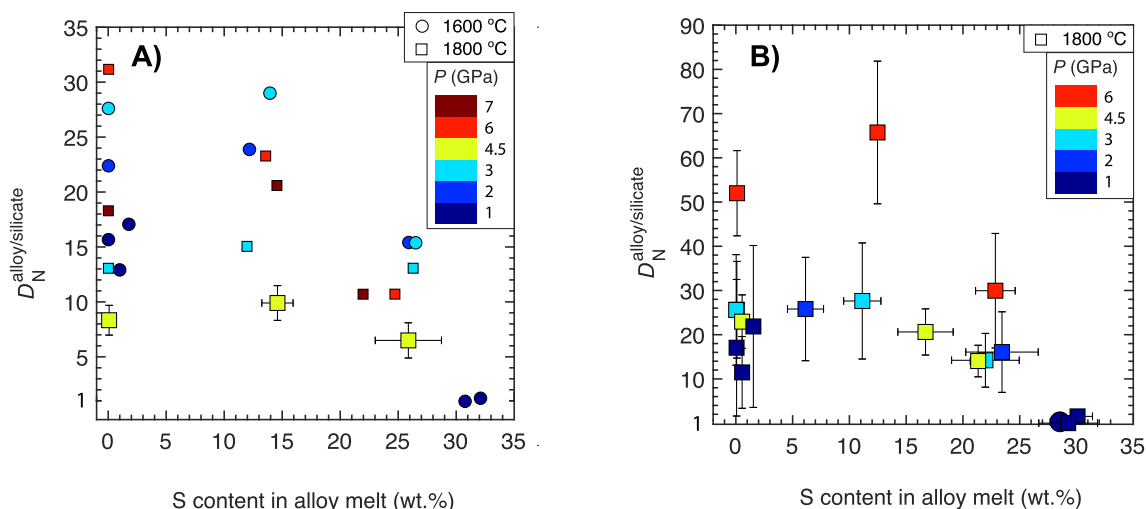 A)
1600 °C
1800 °C
P (GPa)
7
6
4.5
3
2
1
35
30
25
20
15
10
5
1
D_N^alloy/silicate
0 5 10 15 20 25 30 35
S content in alloy melt (wt.%)
B)
1800 °C
P (GPa)
6
4.5
3
2
1
90
80
70
60
50
40
30
20
10
1
D_N^alloy/silicate
0 5 10 15 20 25 30 35
S content in alloy melt (wt.%)